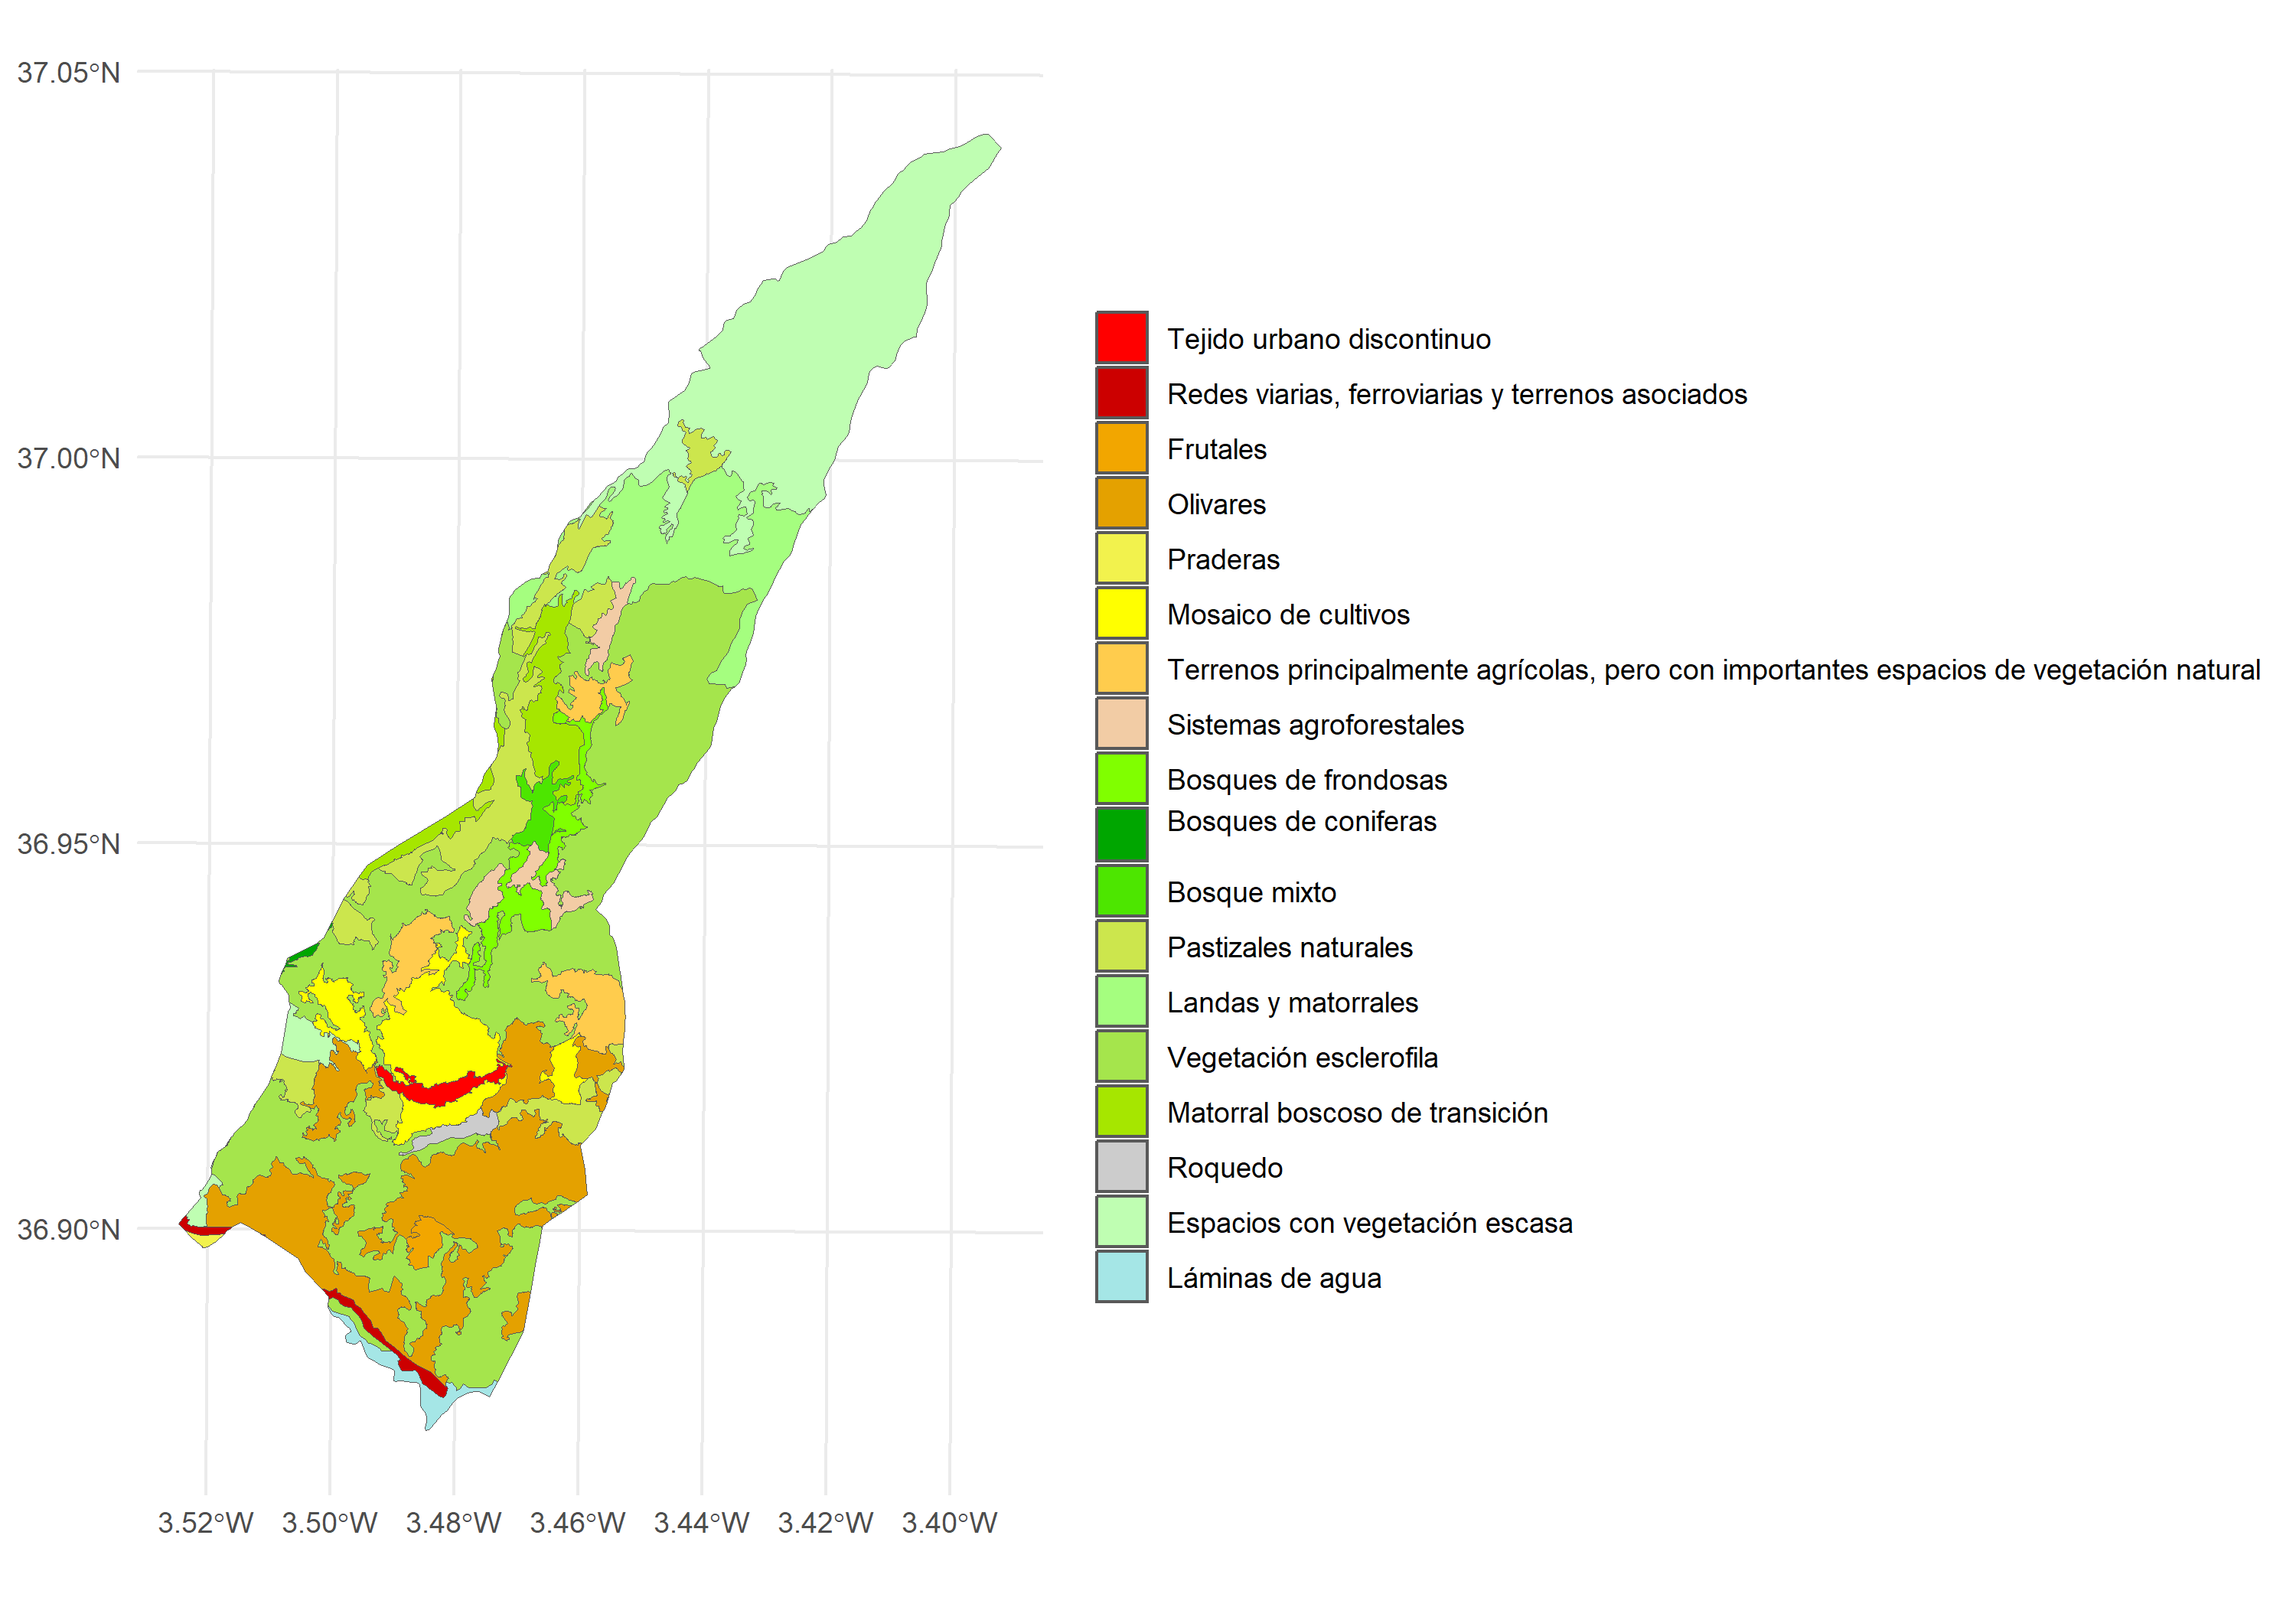 37.05°N
37.00°N
36.95°N
36.90°N
3.52°W 3.50°W 3.48°W 3.46°W 3.44°W 3.42°W 3.40°W
Tejido urbano discontinuo
Redes viarias, ferroviarias y terrenos asociados
Frutales
Olivares
Praderas
Mosaico de cultivos
Terrenos principalmente agrícolas, pero con importantes espacios de vegetación natural
Sistemas agroforestales
Bosques de frondosas
Bosques de coniferas
Bosque mixto
Pastizales naturales
Landas y matorrales
Vegetación esclerofila
Matorral boscoso de transición
Roquedo
Espacios con vegetación escasa
Láminas de agua